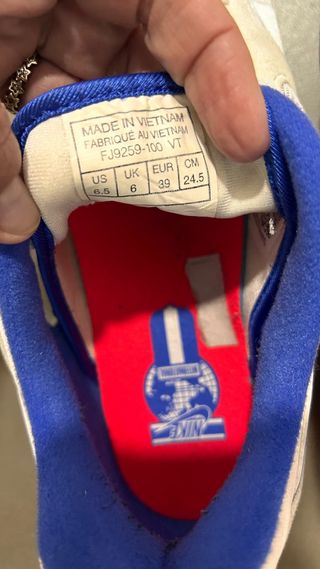 MADE IN VIETNAM
FABRIQUÉ AU VIETNAM
FJ9259-100 VT
US UK EUR CM
6.5 6 39 24.5
NIKE